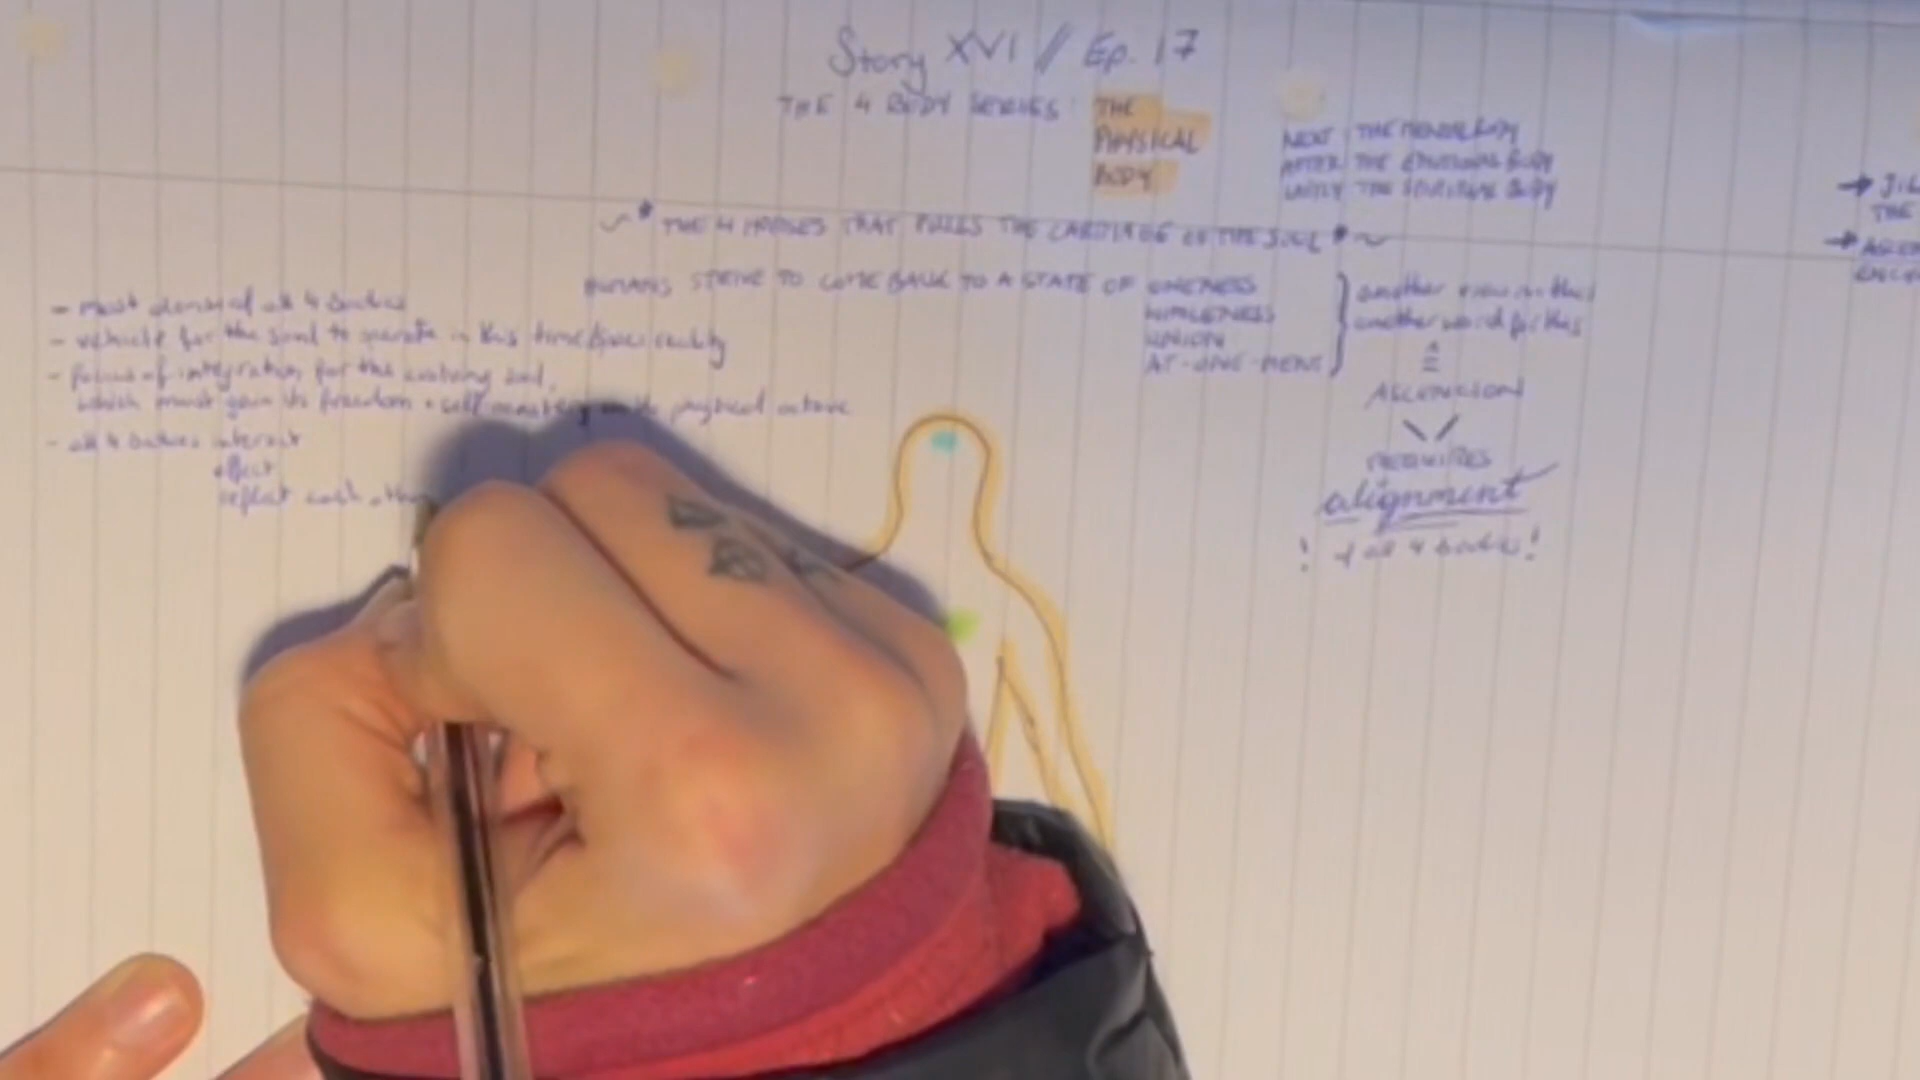 Story XVI // Ep. 17
THE 4 BODY SERIES: THE
PHYSICAL
BODY
NEXT THE MENTAL BODY
AFTER THE EMOTIONAL BODY
LASTLY THE SPIRITUAL BODY
THE 4 HORSES THAT PULLS THE CARRIAGE OF THE SOUL
HUMANS STRIVE TO COME BACK TO A STATE OF ONENESS
WHOLENESS
UNION
AT-ONE-MENT
another view on this
another word for this
=
ASCENSION
REQUIRES
alignment
! of all 4 bodies!
- most dense of all 4 bodies
- vehicle for the soul to operate in this time/space reality
- focus of integration for the evolving soul,
which must gain its freedom + self mastery physical octave
- all 4 bodies interact
effect
reflect each
THE